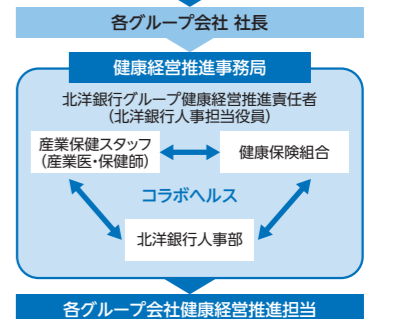 各グループ会社 社長
健康経営推進事務局
北洋銀行グループ健康経営推進責任者
（北洋銀行人事担当役員）
産業保健スタッフ
（産業医・保健師）
健康保険組合
コラボヘルス
北洋銀行人事部
各グループ会社健康経営推進担当